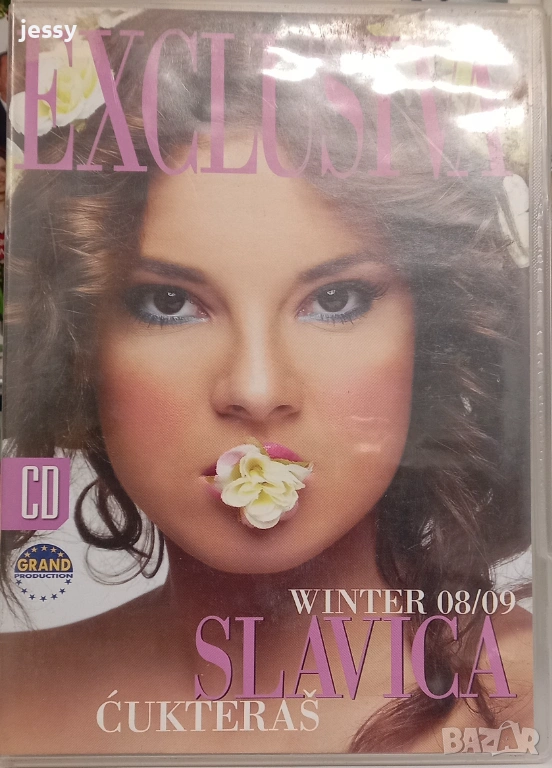 jessy
EXCLUSIVA
CD
GRAND
PRODUCTION
WINTER 08/09
SLAVICA
ĆUKTERAŠ
BAZAR